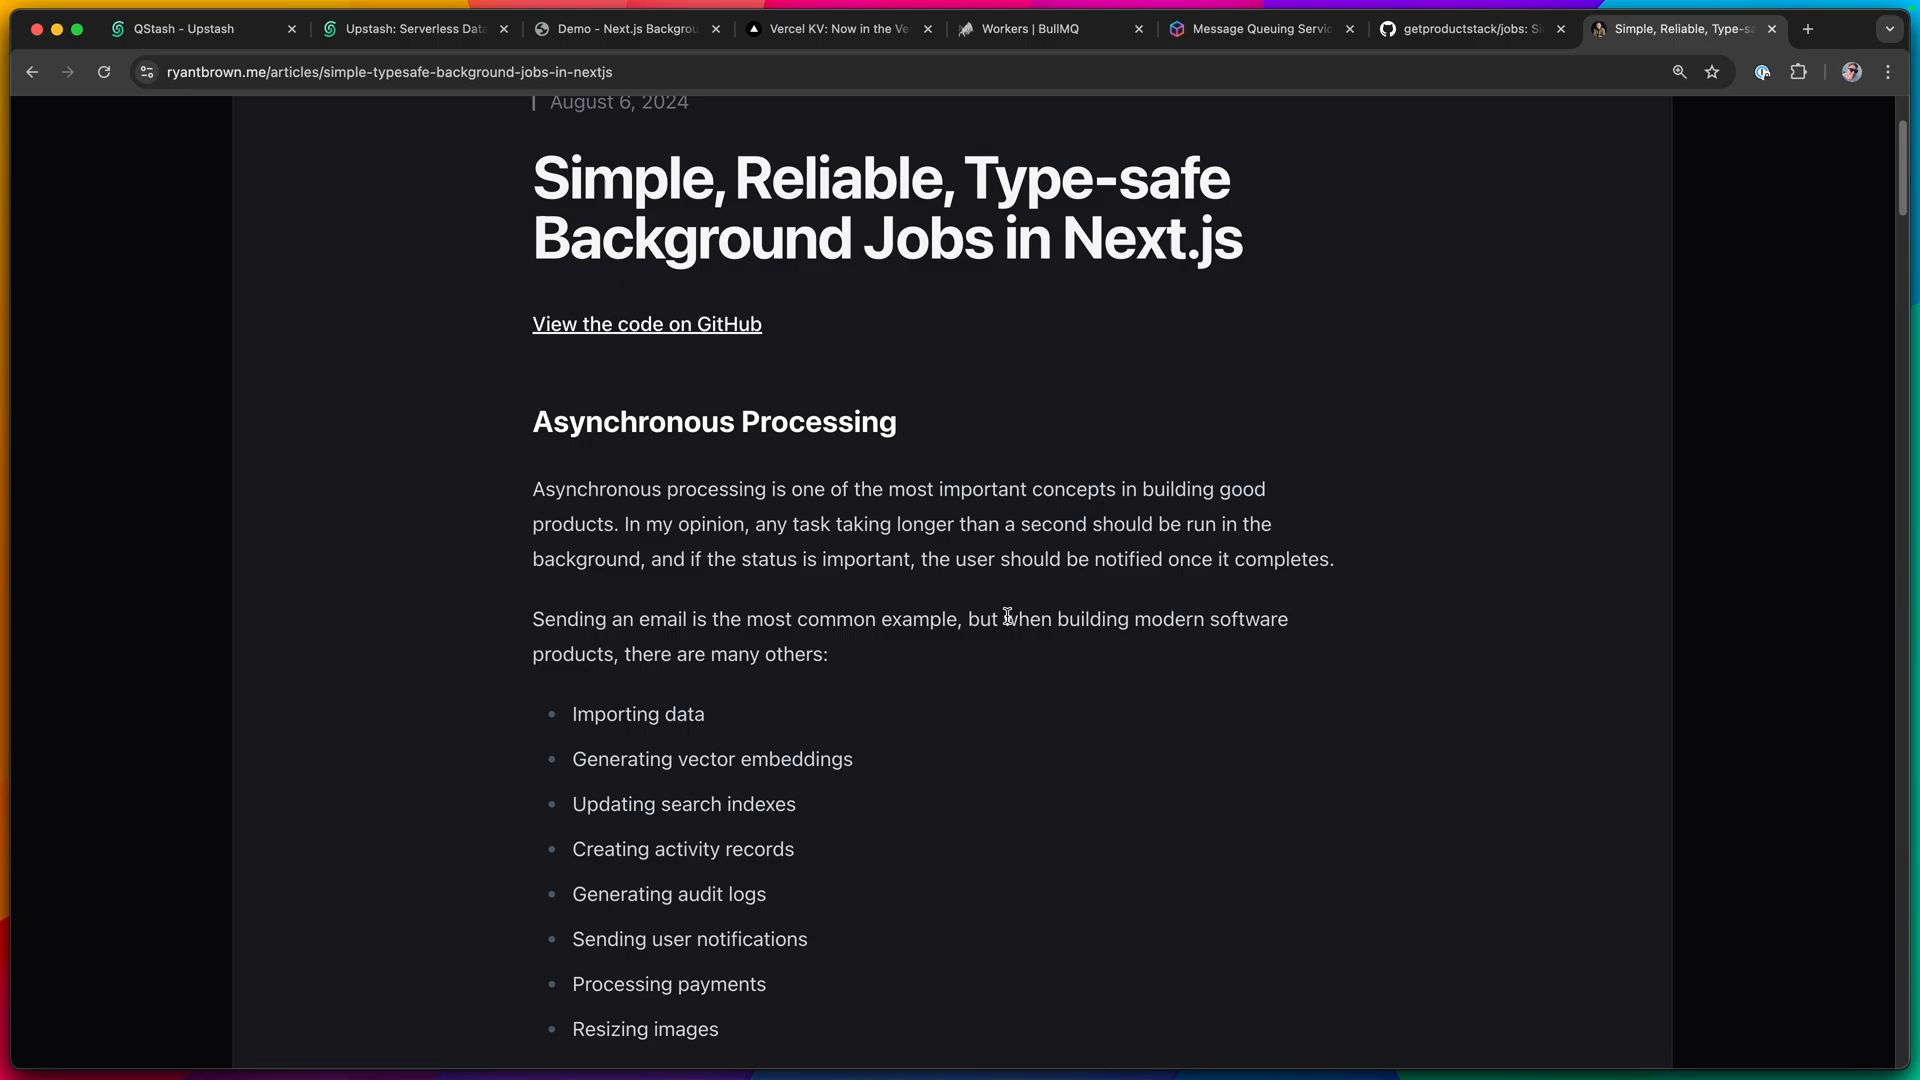 QStash - Upstash
Upstash: Serverless Data
Demo - Next.js Backgrou
Vercel KV: Now in the Ve
Workers | BullMQ
Message Queuing Servic
getproductstack/jobs: Si
Simple, Reliable, Type-sa
ryantbrown.me/articles/simple-typesafe-background-jobs-in-nextjs
August 6, 2024
Simple, Reliable, Type-safe
Background Jobs in Next.js
View the code on GitHub
Asynchronous Processing
Asynchronous processing is one of the most important concepts in building good
products. In my opinion, any task taking longer than a second should be run in the
background, and if the status is important, the user should be notified once it completes.
Sending an email is the most common example, but when building modern software
products, there are many others:
• Importing data
• Generating vector embeddings
• Updating search indexes
• Creating activity records
• Generating audit logs
• Sending user notifications
• Processing payments
• Resizing images